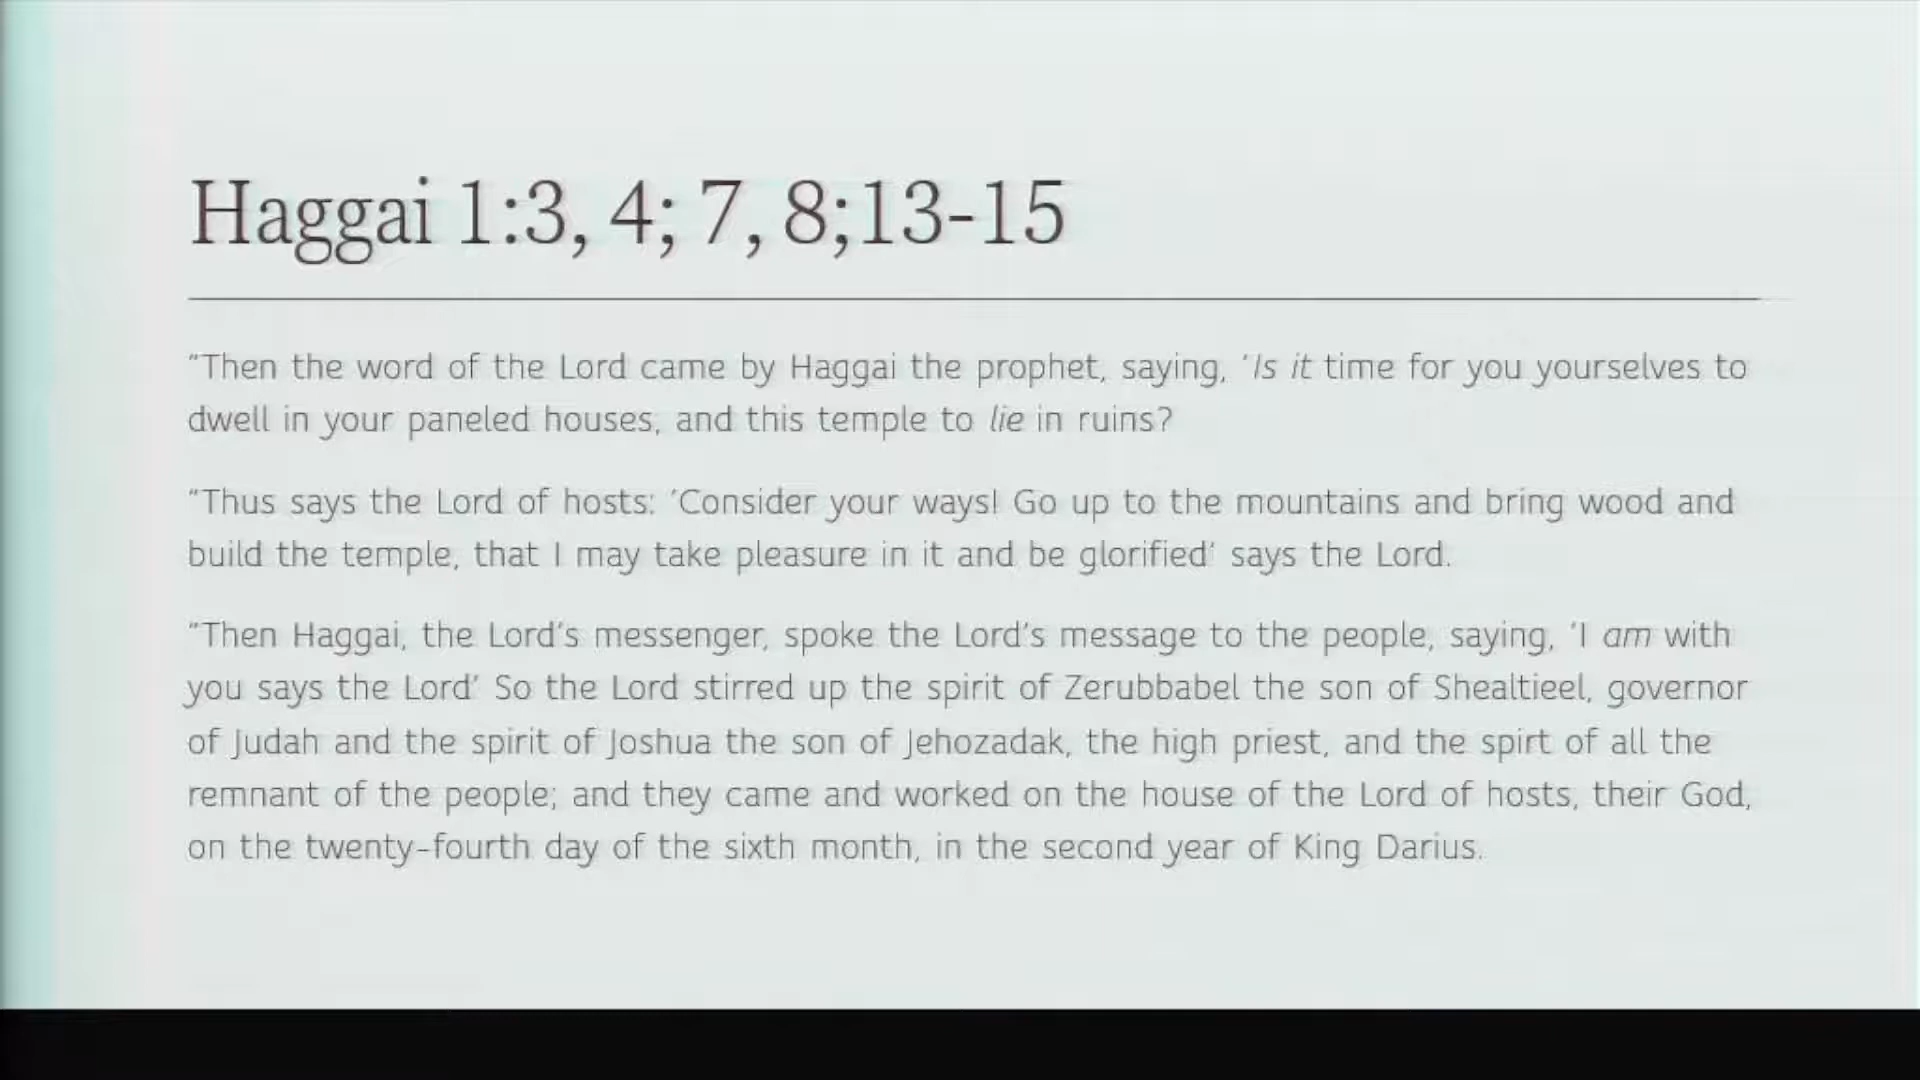 Haggai 1:3, 4; 7, 8;13-15
“Then the word of the Lord came by Haggai the prophet, saying, ‘Is it time for you yourselves to
dwell in your paneled houses, and this temple to lie in ruins?
“Thus says the Lord of hosts: ‘Consider your ways! Go up to the mountains and bring wood and
build the temple, that I may take pleasure in it and be glorified’ says the Lord.
“Then Haggai, the Lord’s messenger, spoke the Lord’s message to the people, saying, ‘I am with
you says the Lord’ So the Lord stirred up the spirit of Zerubbabel the son of Shealtieel, governor
of Judah and the spirit of Joshua the son of Jehozadak, the high priest, and the spirt of all the
remnant of the people; and they came and worked on the house of the Lord of hosts, their God,
on the twenty-fourth day of the sixth month, in the second year of King Darius.